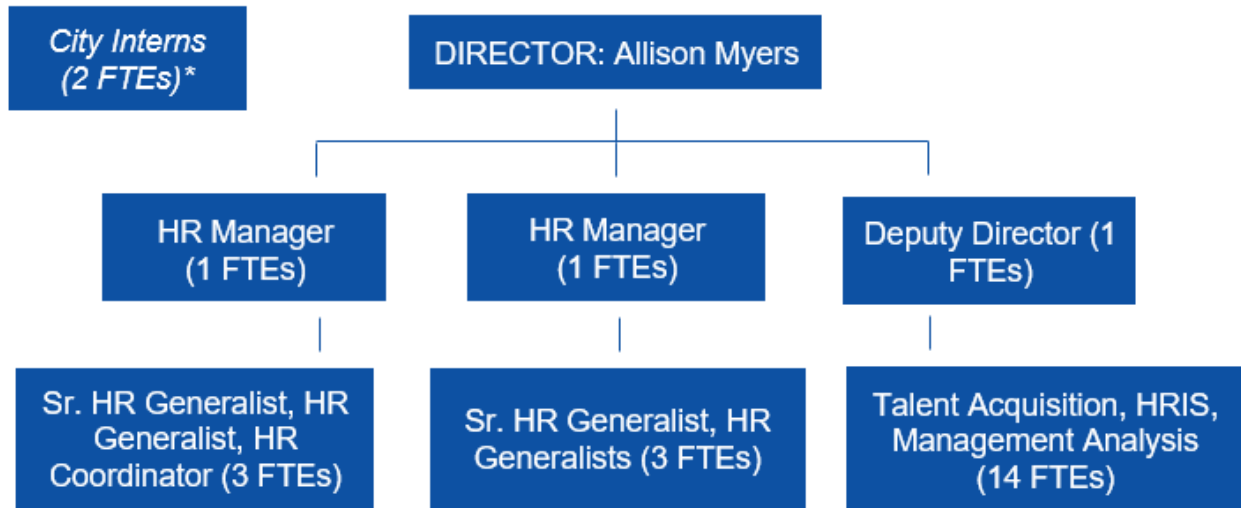 City Interns
(2 FTEs)*
DIRECTOR: Allison Myers
HR Manager
(1 FTEs)
HR Manager
(1 FTEs)
Deputy Director (1
FTEs)
Sr. HR Generalist, HR
Generalist, HR
Coordinator (3 FTEs)
Sr. HR Generalist, HR
Generalists (3 FTEs)
Talent Acquisition, HRIS,
Management Analysis
(14 FTEs)